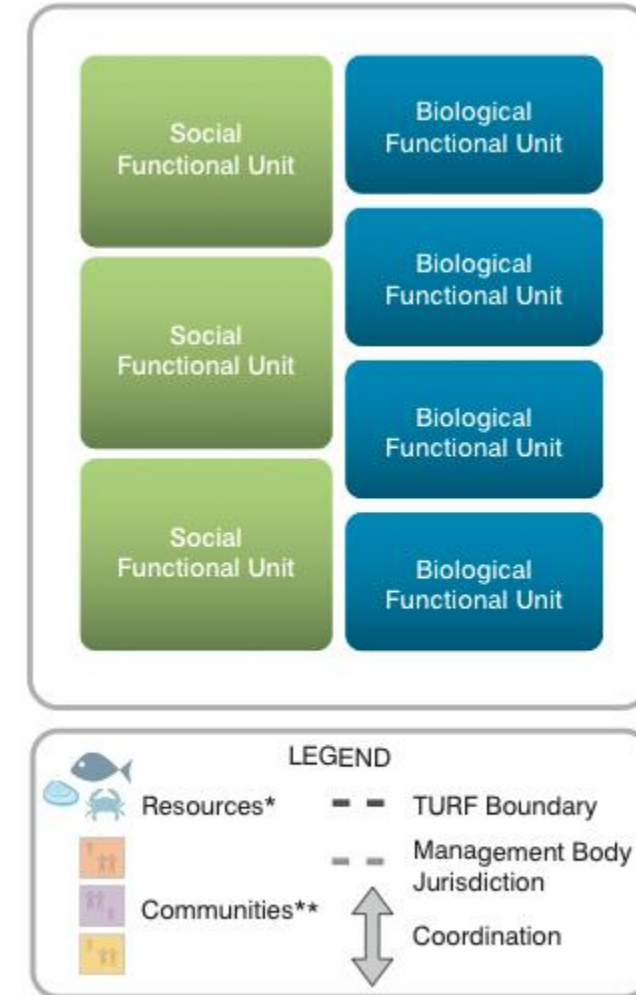 Social
Functional Unit
Social
Functional Unit
Social
Functional Unit
Biological
Functional Unit
Biological
Functional Unit
Biological
Functional Unit
Biological
Functional Unit
LEGEND
Resources*
Communities**
TURF Boundary
Management Body
Jurisdiction
Coordination